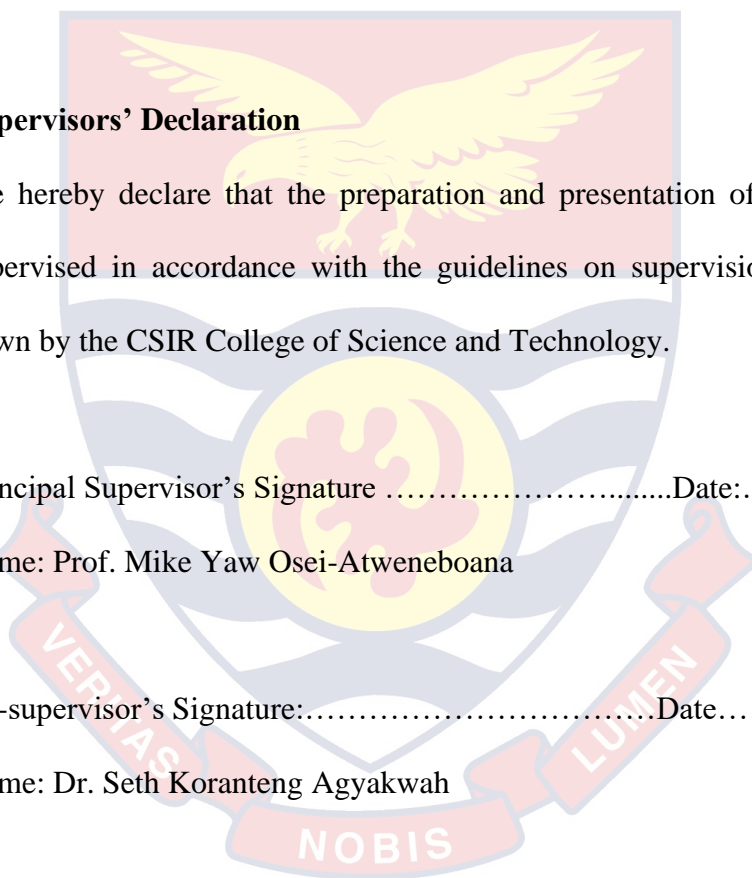 pervisors’ Declaration
e hereby declare that the preparation and presentation of
pervised in accordance with the guidelines on supervisio
wn by the CSIR College of Science and Technology.
ncipal Supervisor’s Signature …………………........Date:…
me: Prof. Mike Yaw Osei-Atweneboana
-supervisor’s Signature:……………………………Date…
me: Dr. Seth Koranteng Agyakwah
VERITAS NOBIS LUMEN